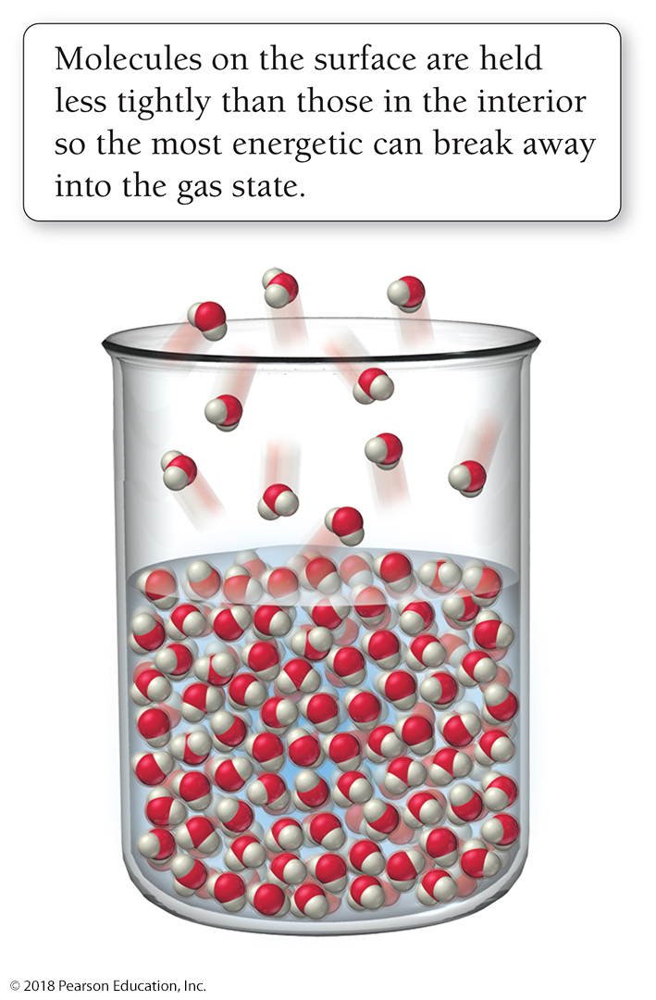 Molecules on the surface are held
less tightly than those in the interior
so the most energetic can break away
into the gas state.
© 2018 Pearson Education, Inc.